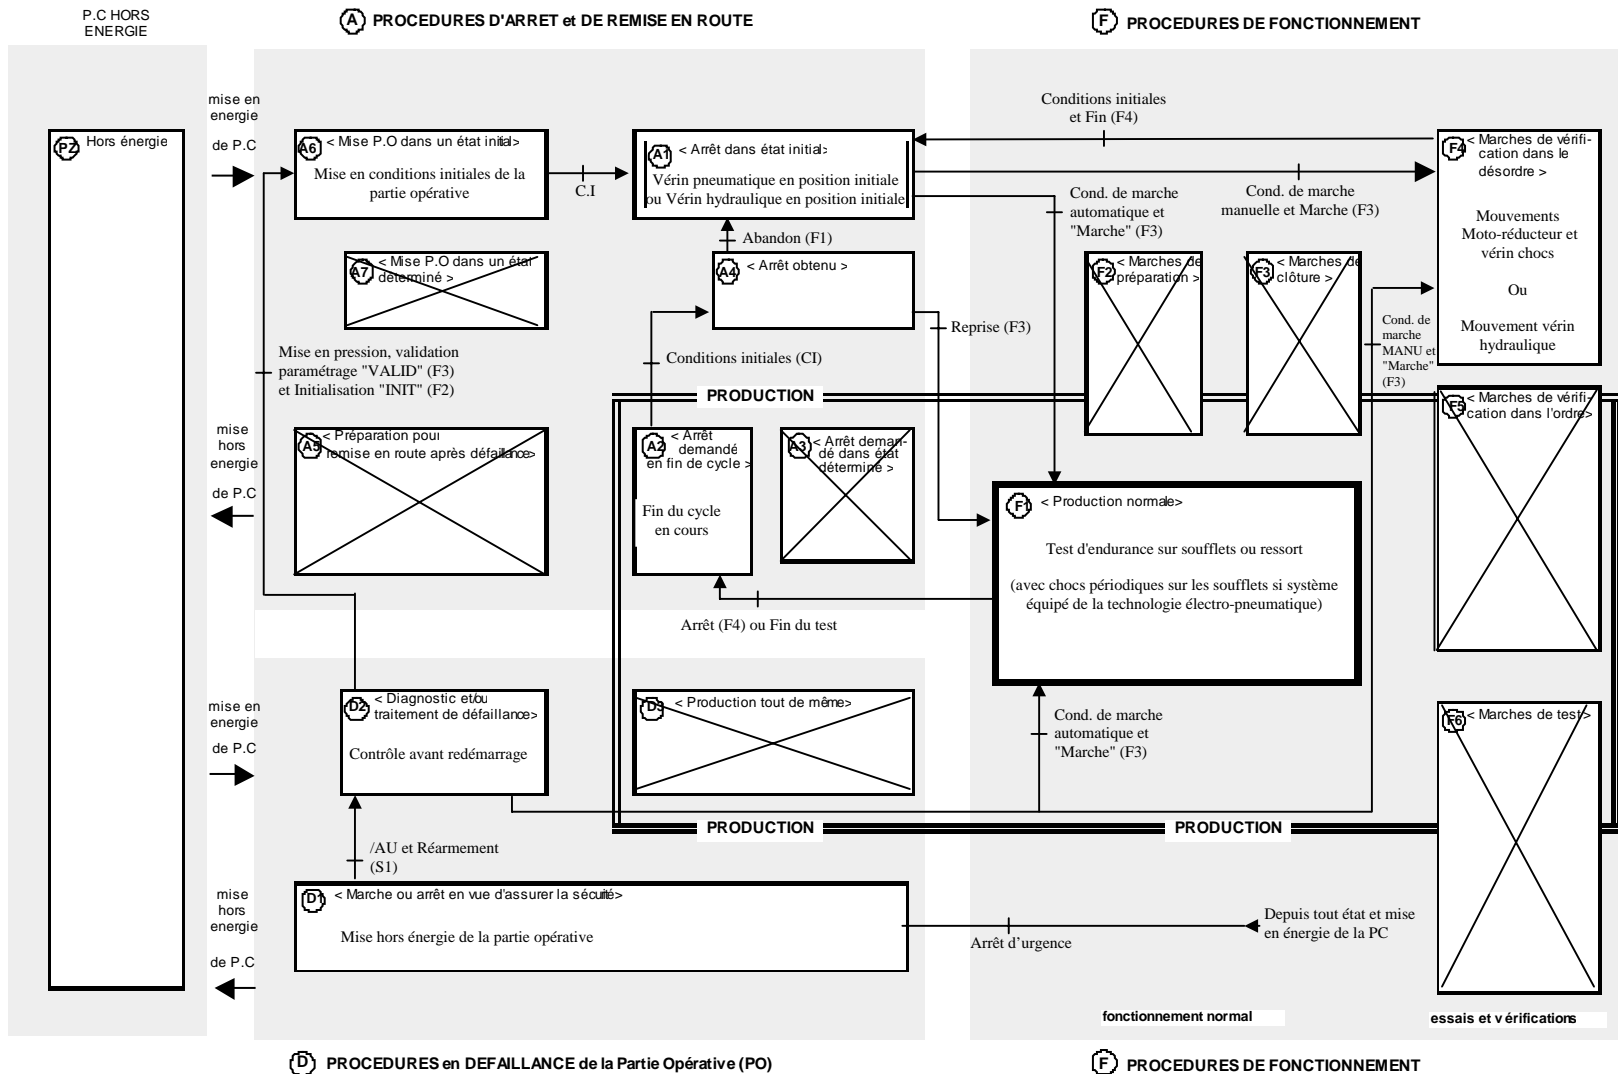 P.C HORS
ENERGIE
A PROCEDURES D'ARRET et DE REMISE EN ROUTE
F PROCEDURES DE FONCTIONNEMENT
mise en
energie
de P.C
PZ Hors énergie
A6 < Mise P.O dans un état initial>
Mise en conditions initiales de la
partie opérative
C.I
A1 < Arrêt dans état initial>
Vérin pneumatique en position initiale
ou Vérin hydraulique en position initiale
Conditions initiales
et Fin (F4)
Cond. de marche
automatique et
"Marche" (F3)
Cond. de marche
manuelle et Marche (F3)
F4 < Marches de vérifi-
cation dans le
désordre >
Mouvements
Moto-réducteur et
vérin chocs
Ou
Mouvement vérin
hydraulique
Abandon (F1)
A7 < Mise P.O dans un état
déterminé >
A4 < Arrêt obtenu >
F2 < Marches de
préparation >
F3 < Marches de
clôture >
Reprise (F3)
Cond. de
marche
MANU et
"Marche"
(F3)
Mise en pression, validation
paramétrage "VALID" (F3)
et Initialisation "INIT" (F2)
Conditions initiales (CI)
PRODUCTION
mise
hors
energie
de P.C
A5 < Préparation pour
remise en route après défaillance>
A2 < Arrêt
demandé
en fin de cycle >
Fin du cycle
en cours
A3 < Arrêt deman-
dé dans état
déterminé >
F5 < Marches de vérifi-
cation dans l'ordre>
F1 < Production normale>
Test d'endurance sur soufflets ou ressort
(avec chocs périodiques sur les soufflets si système
équipé de la technologie électro-pneumatique)
Arrêt (F4) ou Fin du test
mise en
energie
de P.C
D2 < Diagnostic et/ou
traitement de défaillance>
Contrôle avant redémarrage
D3 < Production tout de même>
Cond. de marche
automatique et
"Marche" (F3)
F6 < Marches de test>
PRODUCTION
PRODUCTION
/AU et Réarmement
(S1)
mise
hors
energie
de P.C
D1 < Marche ou arrêt en vue d'assurer la sécurité>
Mise hors énergie de la partie opérative
Arrêt d’urgence
Depuis tout état et mise
en énergie de la PC
fonctionnement normal
essais et vérifications
D PROCEDURES en DEFAILLANCE de la Partie Opérative (PO)
F PROCEDURES DE FONCTIONNEMENT